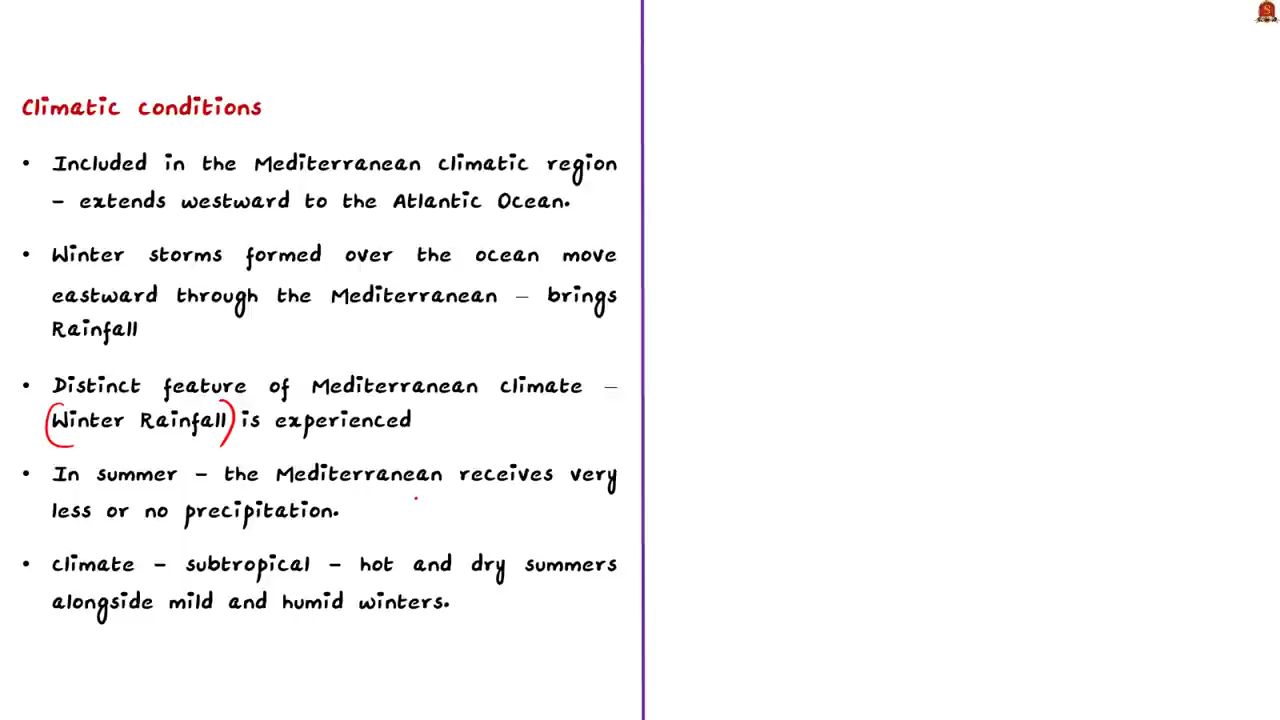 Climatic conditions
• Included in the Mediterranean climatic region
– extends westward to the Atlantic Ocean.
• Winter storms formed over the ocean move
eastward through the Mediterranean – brings
Rainfall
• Distinct feature of Mediterranean climate –
Winter Rainfall is experienced
• In summer – the Mediterranean receives very
less or no precipitation.
• climate – subtropical – hot and dry summers
alongside mild and humid winters.